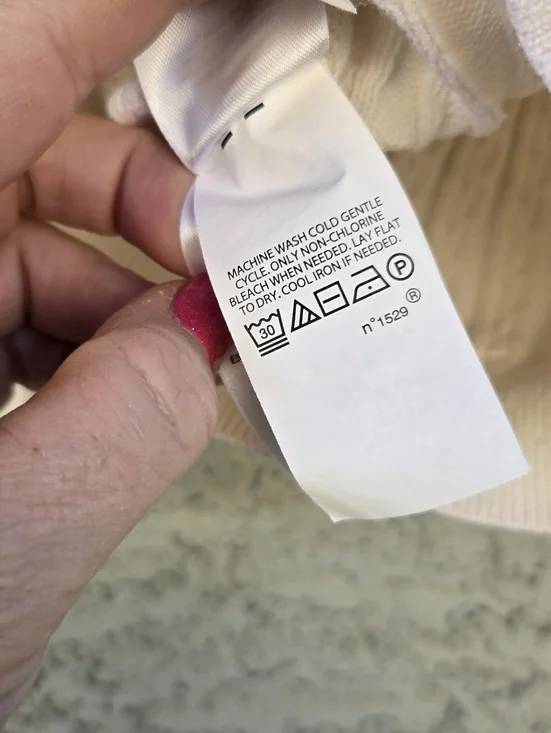 MACHINE WASH COLD GENTLE
CYCLE. ONLY NON-CHLORINE
BLEACH WHEN NEEDED. LAY FLAT
TO DRY. COOL IRON IF NEEDED.
30 P
n°1529 ®